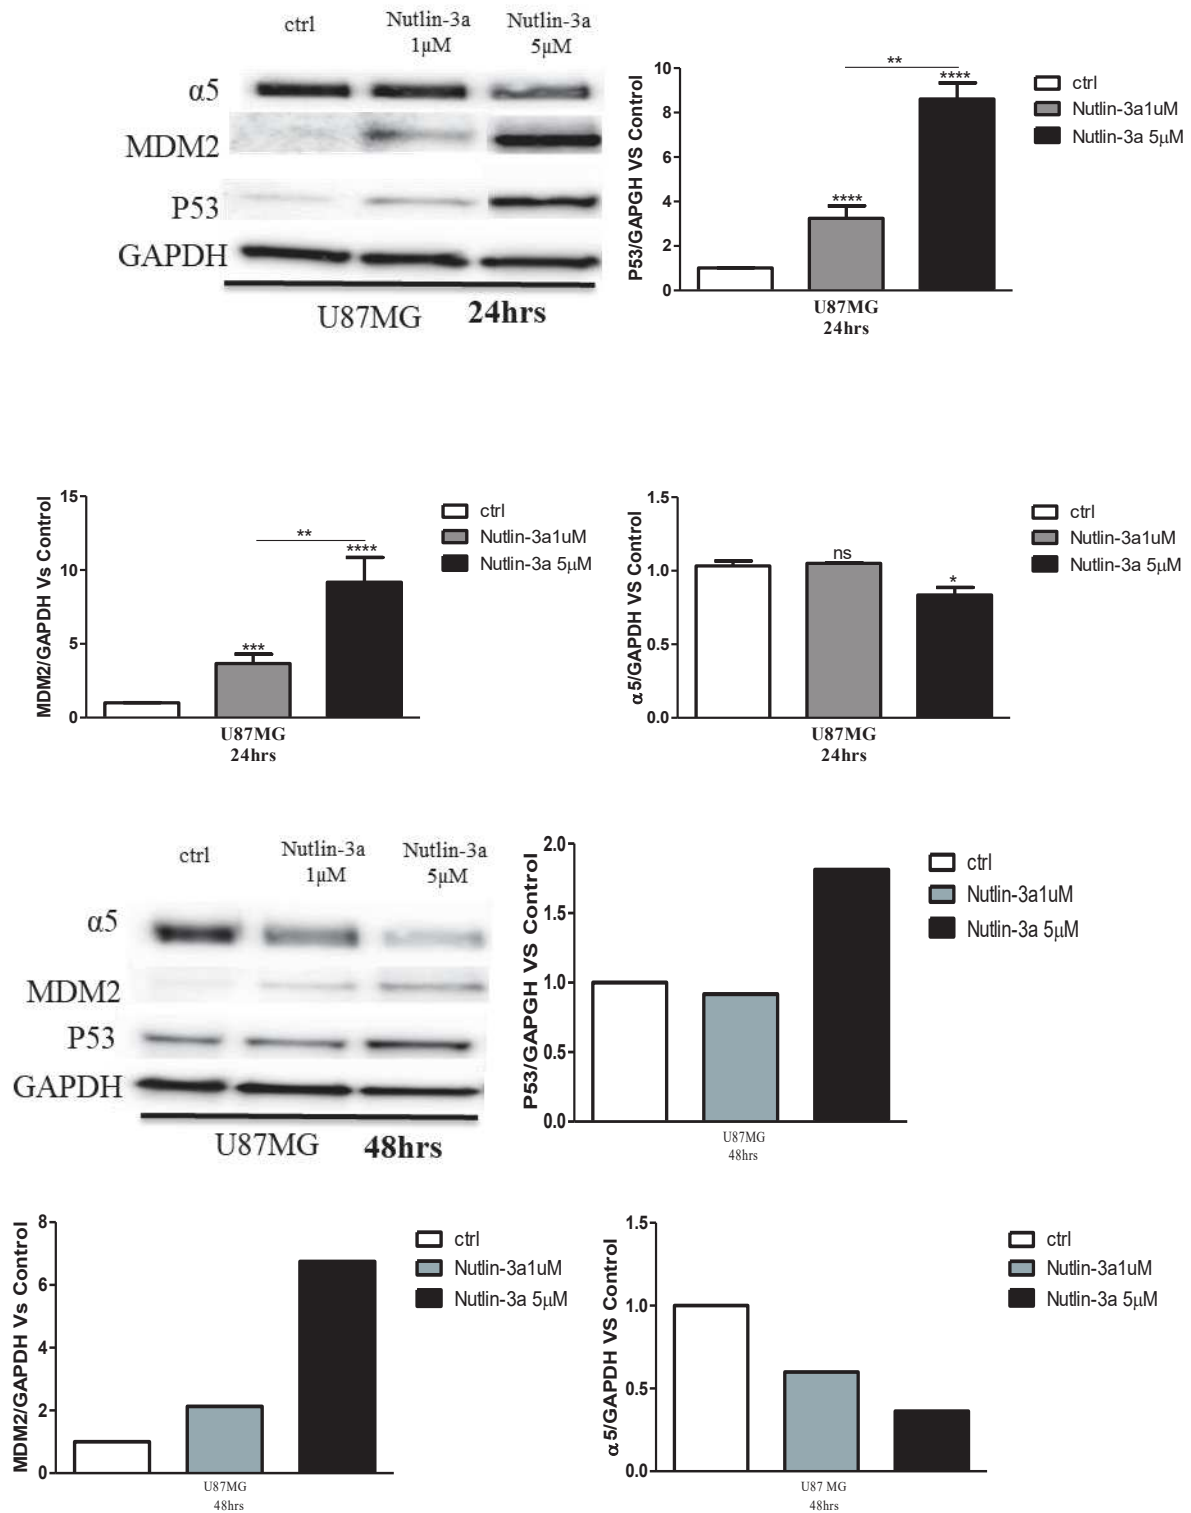 ctrl Nutlin-3a Nutlin-3a
1µM 5µM
α5
MDM2
P53
GAPDH
U87MG 24hrs
P53/GAPGH VS Control
10
8
6
4
2
0
**
****
****
U87MG
24hrs
ctrl
Nutlin-3a1uM
Nutlin-3a 5µM
MDM2/GAPDH Vs Control
15
10
5
0
**
****
***
U87MG
24hrs
ctrl
Nutlin-3a1uM
Nutlin-3a 5µM
α5/GAPDH VS Control
1.5
1.0
0.5
0.0
ns
*
U87MG
24hrs
ctrl
Nutlin-3a1uM
Nutlin-3a 5µM
ctrl Nutlin-3a Nutlin-3a
1µM 5µM
α5
MDM2
P53
GAPDH
U87MG 48hrs
P53/GAPGH VS Control
2.0
1.5
1.0
0.5
0.0
U87MG
48hrs
ctrl
Nutlin-3a1uM
Nutlin-3a 5µM
MDM2/GAPDH Vs Control
8
6
4
2
0
U87MG
48hrs
ctrl
Nutlin-3a1uM
Nutlin-3a 5µM
α5/GAPDH VS Control
1.5
1.0
0.5
0.0
U87 MG
48hrs
ctrl
Nutlin-3a1uM
Nutlin-3a 5µM